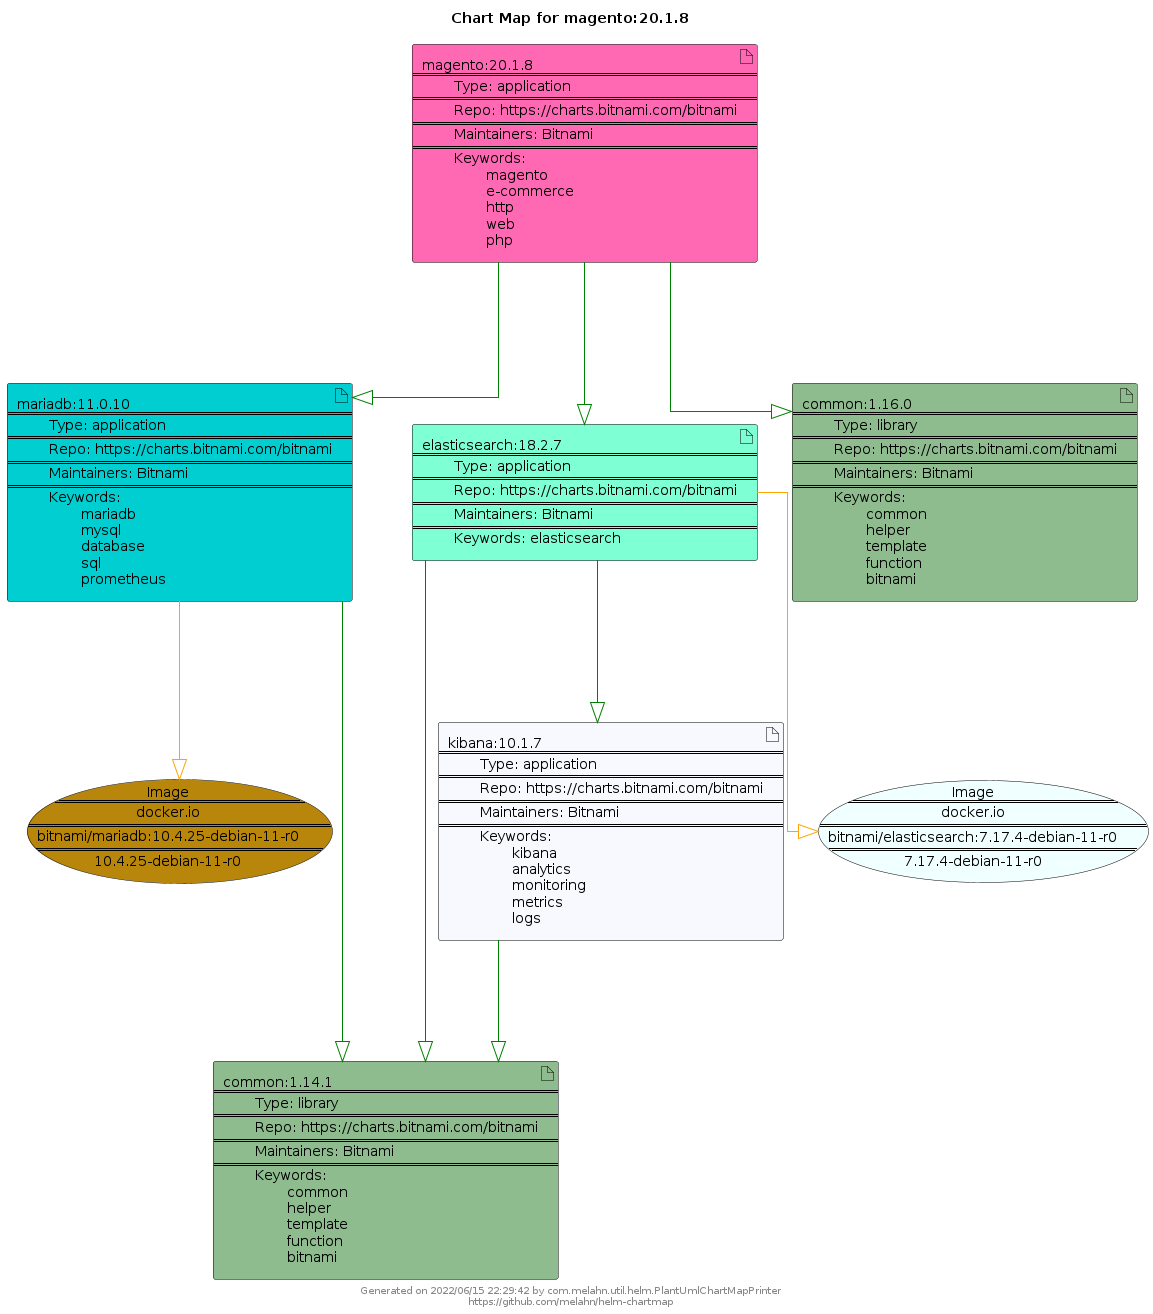 Chart Map for magento:20.1.8
magento:20.1.8
Type: application
Repo: https://charts.bitnami.com/bitnami
Maintainers: Bitnami
Keywords:
magento
e-commerce
http
web
php
mariadb:11.0.10
Type: application
Repo: https://charts.bitnami.com/bitnami
Maintainers: Bitnami
Keywords:
mariadb
mysql
database
sql
prometheus
elasticsearch:18.2.7
Type: application
Repo: https://charts.bitnami.com/bitnami
Maintainers: Bitnami
Keywords: elasticsearch
common:1.16.0
Type: library
Repo: https://charts.bitnami.com/bitnami
Maintainers: Bitnami
Keywords:
common
helper
template
function
bitnami
kibana:10.1.7
Type: application
Repo: https://charts.bitnami.com/bitnami
Maintainers: Bitnami
Keywords:
kibana
analytics
monitoring
metrics
logs
Image
docker.io
bitnami/mariadb:10.4.25-debian-11-r0
10.4.25-debian-11-r0
Image
docker.io
bitnami/elasticsearch:7.17.4-debian-11-r0
7.17.4-debian-11-r0
common:1.14.1
Type: library
Repo: https://charts.bitnami.com/bitnami
Maintainers: Bitnami
Keywords:
common
helper
template
function
bitnami
Generated on 2022/06/15 22:29:42 by com.melahn.util.helm.PlantUmlChartMapPrinter
https://github.com/melahn/helm-chartmap